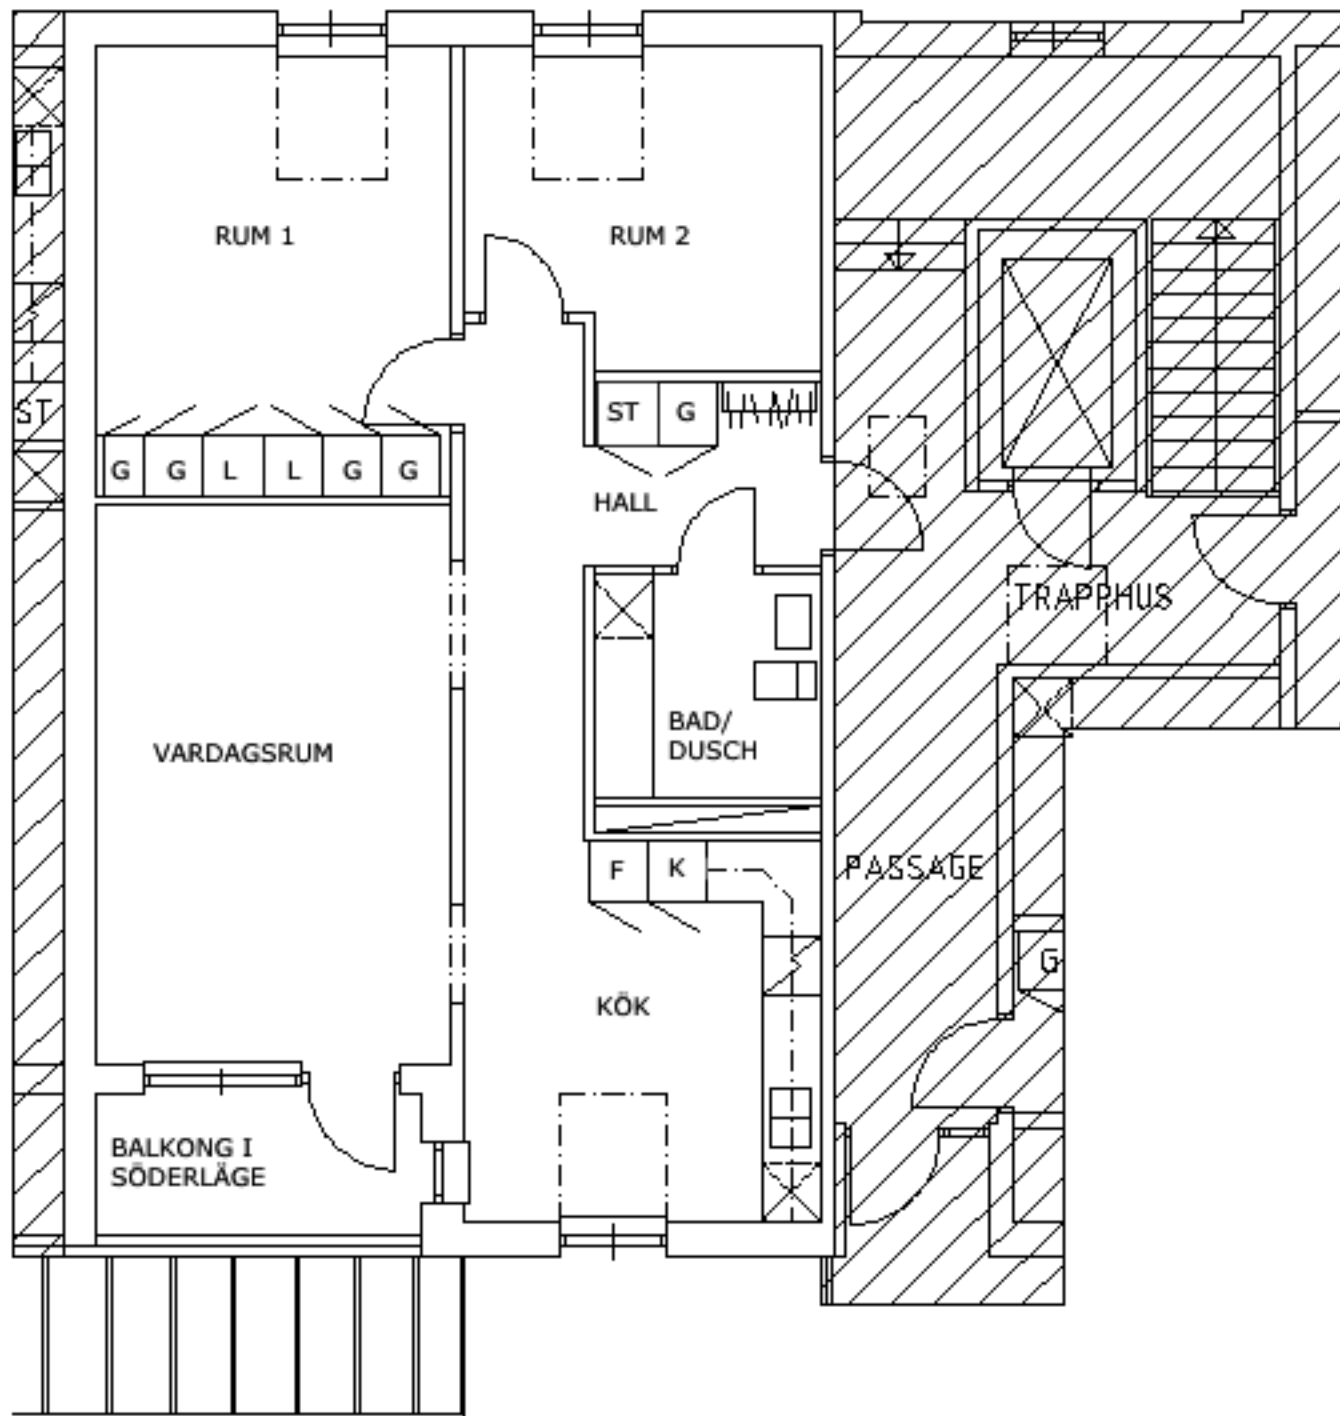 RUM 1
RUM 2
ST
ST
G
G
G
L
L
G
G
HALL
TRAPPHUS
BAD/
DUSCH
VARDAGSRUM
F
K
PASSAGE
G
KÖK
BALKONG I
SÖDERLÄGE